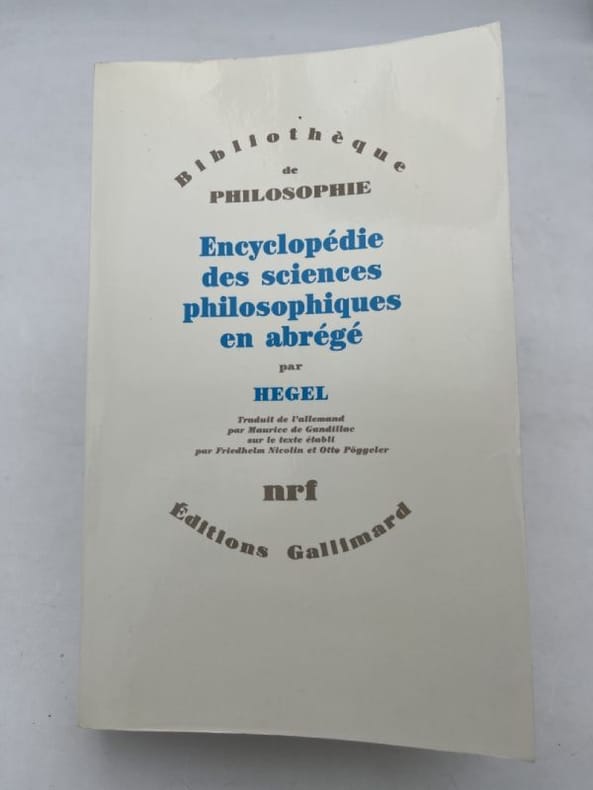 Bibliothèque
de
PHILOSOPHIE
Encyclopédie
des sciences
philosophiques
en abrégé
par
HEGEL
Traduit de l'allemand
par Maurice de Gandillac
sur le texte établi
par Friedhelm Nicolin et Otto Pöggeler
nrf
Éditions Gallimard